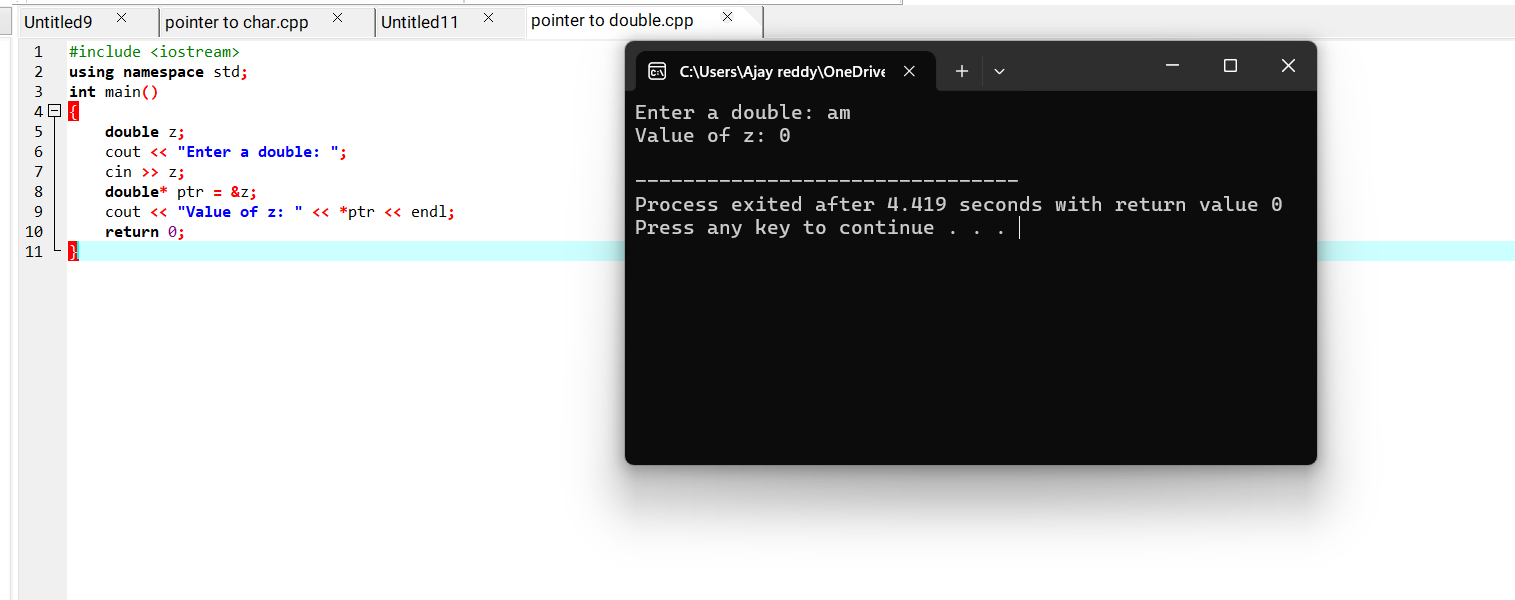 Untitled9 pointer to char.cpp Untitled11 pointer to double.cpp
1 #include <iostream>
2 using namespace std;
3 int main()
4 {
5 double z;
6 cout << "Enter a double: ";
7 cin >> z;
8 double* ptr = &z;
9 cout << "Value of z: " << *ptr << endl;
10 return 0;
11 }
C:\Users\Ajay reddy\OneDrive
Enter a double: am
Value of z: 0
--------------------------------
Process exited after 4.419 seconds with return value 0
Press any key to continue . . .